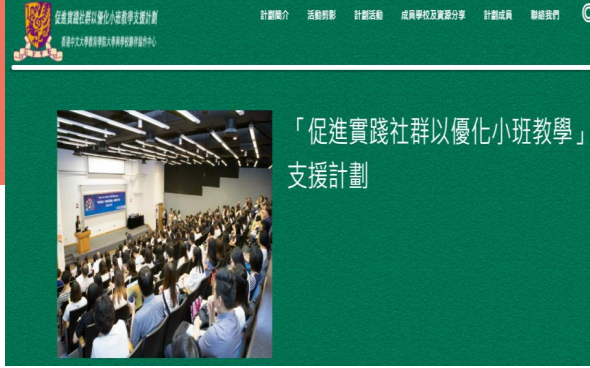 促進實踐社群以優化小班教學支援計劃
香港中文大學教育學院大學與學校夥伴協作中心
計劃簡介 活動剪影 計劃活動 成員學校及資源分享 計劃成員 聯絡我們
「促進實踐社群以優化小班教學」
支援計劃